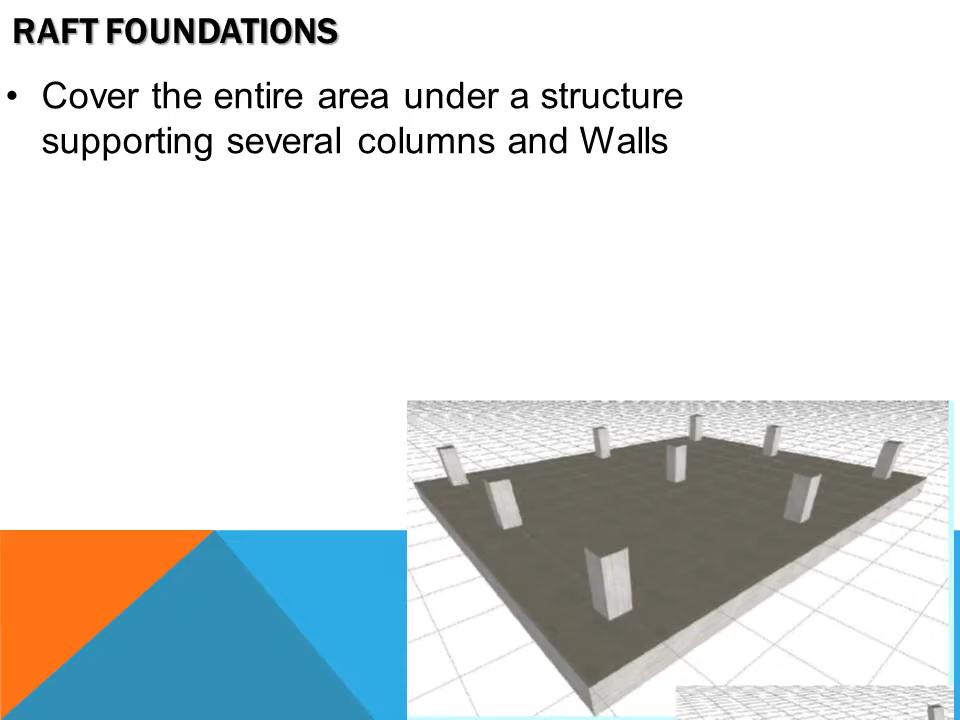 RAFT FOUNDATIONS
• Cover the entire area under a structure
supporting several columns and Walls